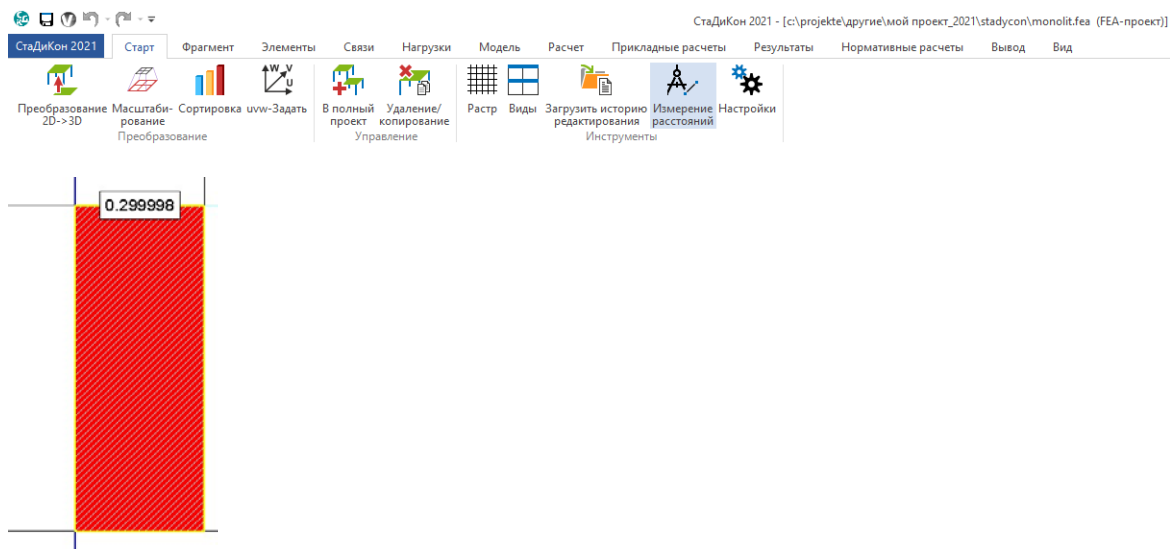 СтаДиКон 2021 - [c:\projekte\другие\мой проект_2021\stadycon\monolit.fea (FEA-проект)]
СтаДиКон 2021 Старт Фрагмент Элементы Связи Нагрузки Модель Расчет Прикладные расчеты Результаты Нормативные расчеты Вывод Вид
W V
U
Преобразование Масштаби- Сортировка uvw-Задать В полный Удаление/ Растр Виды Загрузить историю Измерение Настройки
2D->3D рование проект копирование редактирования расстояний
Преобразование Управление Инструменты
0.299998